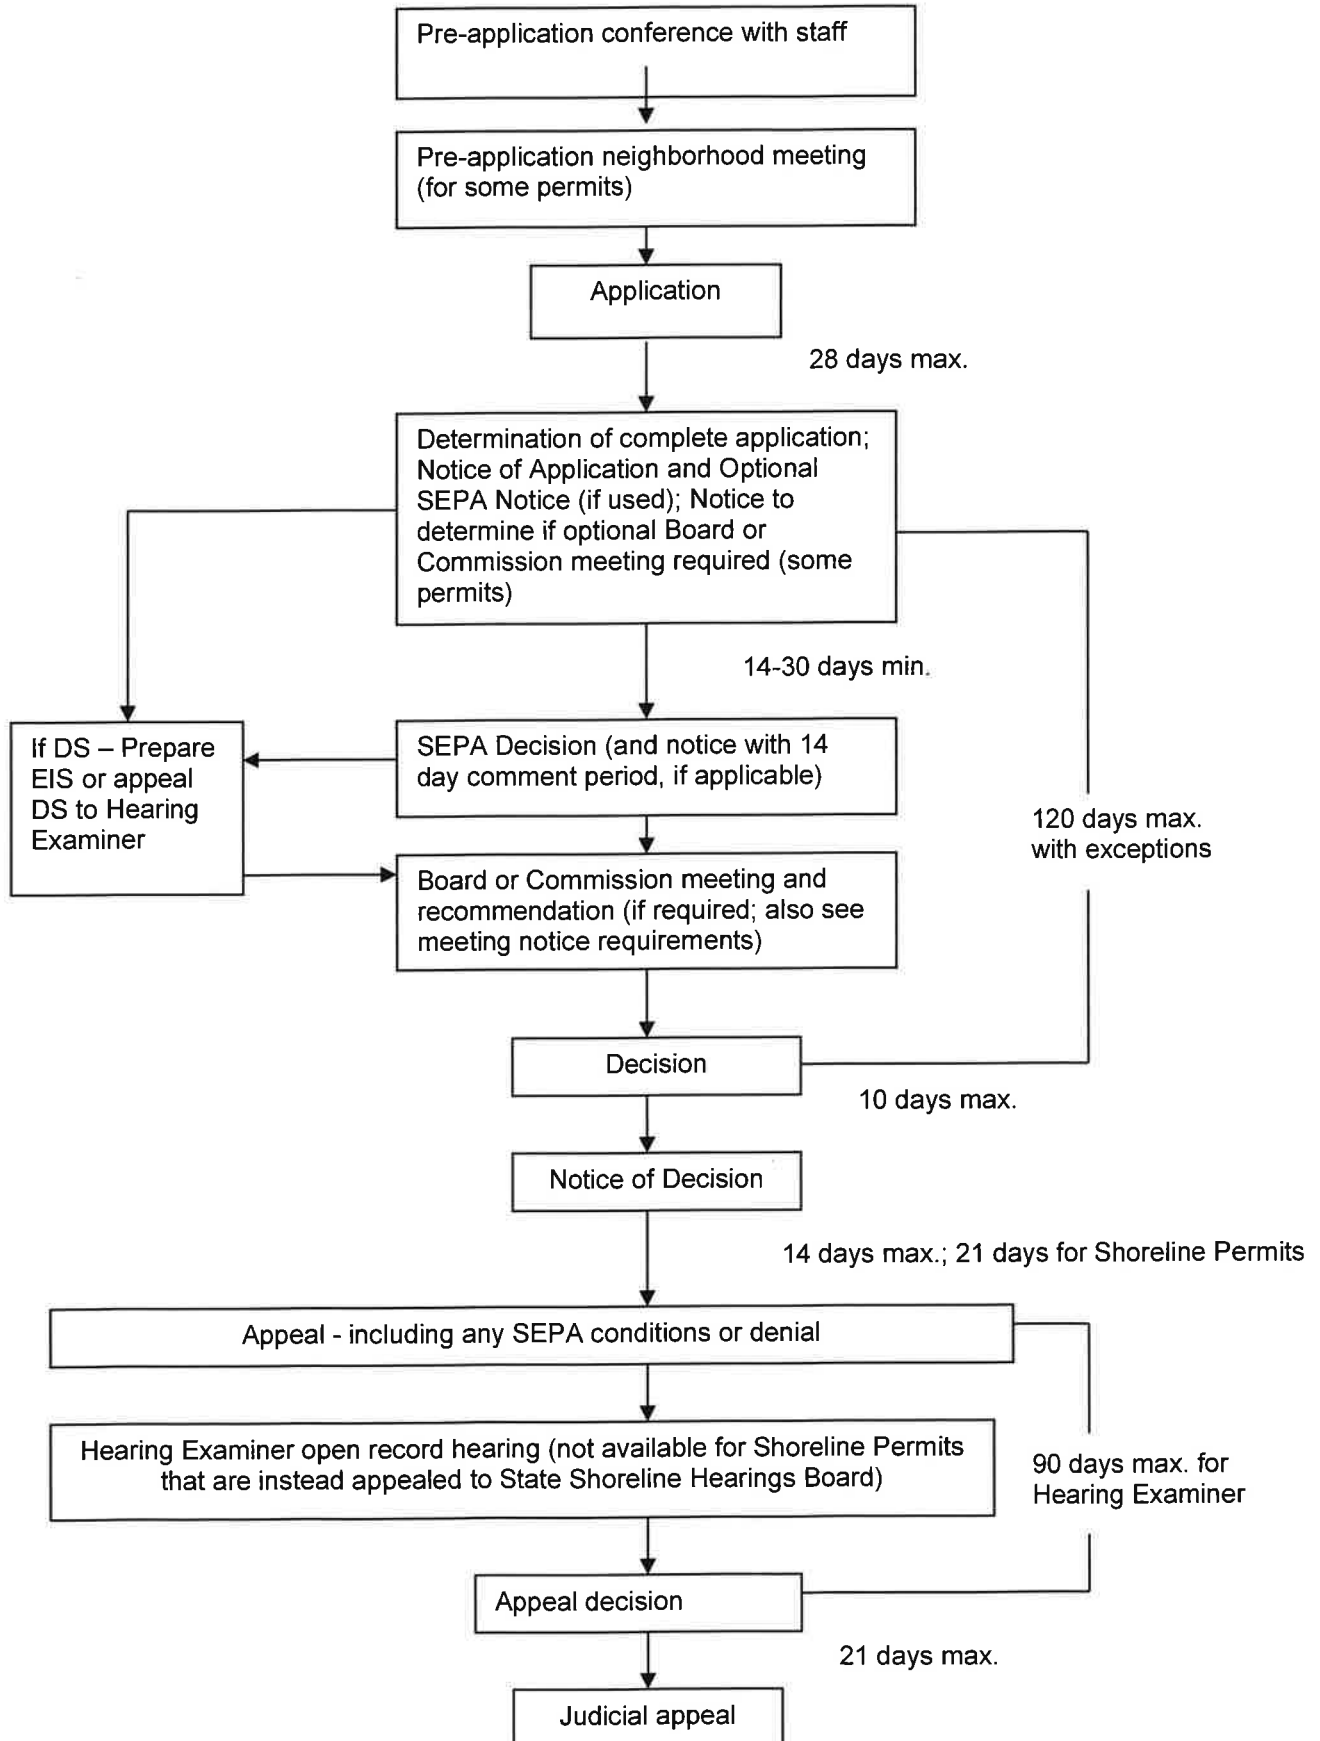 Pre-application conference with staff
Pre-application neighborhood meeting
(for some permits)
Application
28 days max.
Determination of complete application;
Notice of Application and Optional
SEPA Notice (if used); Notice to
determine if optional Board or
Commission meeting required (some
permits)
14-30 days min.
If DS – Prepare
EIS or appeal
DS to Hearing
Examiner
SEPA Decision (and notice with 14
day comment period, if applicable)
120 days max.
with exceptions
Board or Commission meeting and
recommendation (if required; also see
meeting notice requirements)
Decision
10 days max.
Notice of Decision
14 days max.; 21 days for Shoreline Permits
Appeal - including any SEPA conditions or denial
Hearing Examiner open record hearing (not available for Shoreline Permits
that are instead appealed to State Shoreline Hearings Board)
90 days max. for
Hearing Examiner
Appeal decision
21 days max.
Judicial appeal